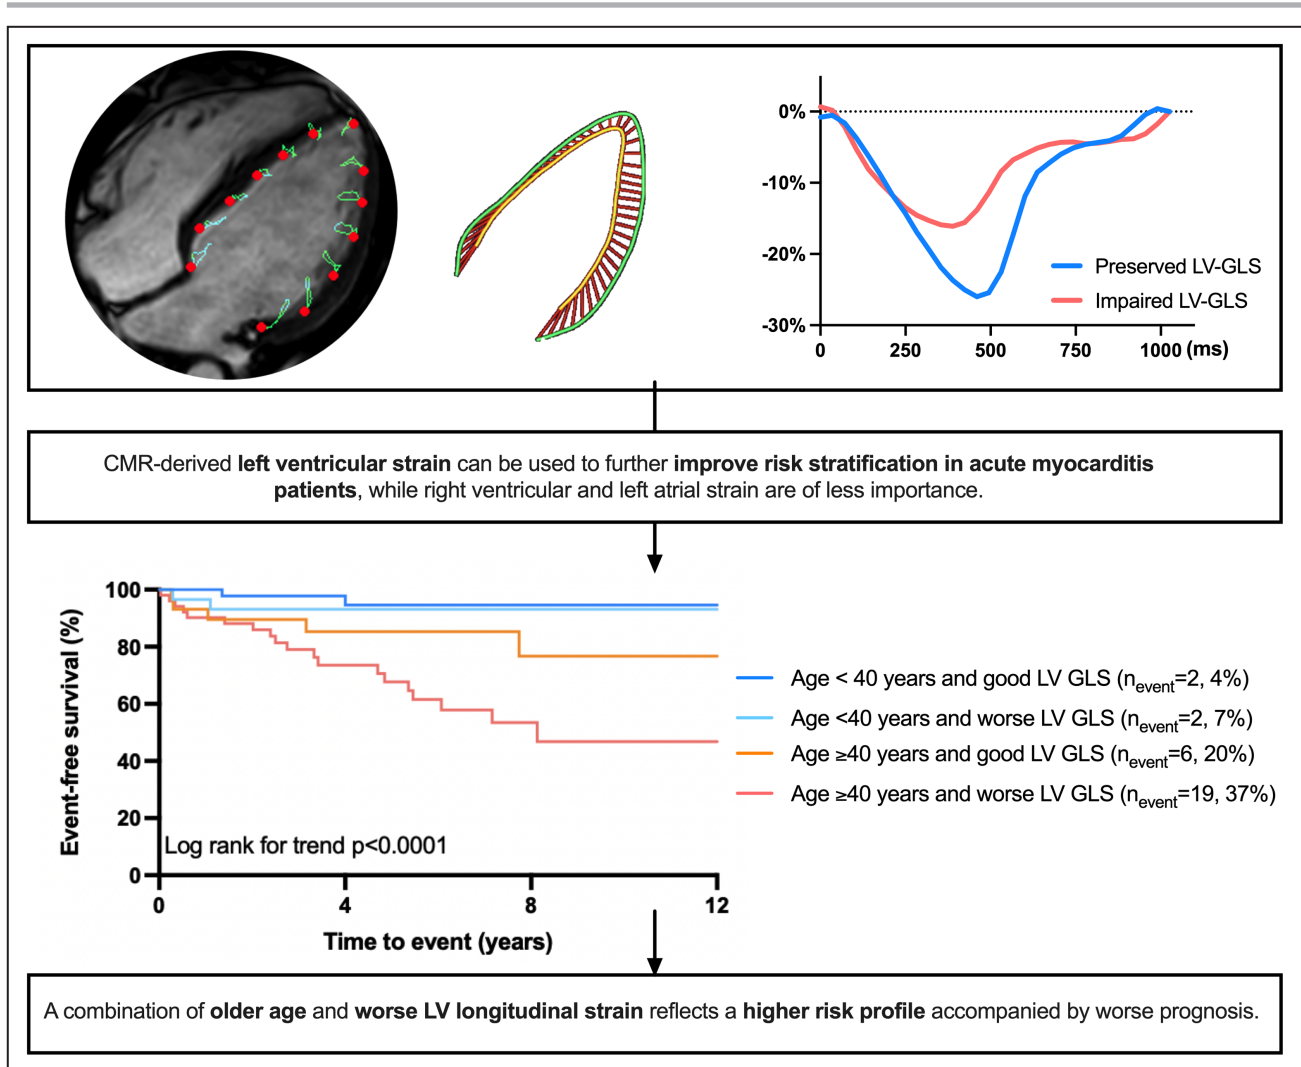 0%
-10%
-20%
-30%
Preserved LV-GLS
Impaired LV-GLS
0 250 500 750 1000 (ms)
CMR-derived left ventricular strain can be used to further improve risk stratification in acute myocarditis
patients, while right ventricular and left atrial strain are of less importance.
Event-free survival (%)
100
80
60
40
20
0
Log rank for trend p<0.0001
0 4 8 12
Time to event (years)
Age < 40 years and good LV GLS (nevent=2, 4%)
Age <40 years and worse LV GLS (nevent=2, 7%)
Age ≥40 years and good LV GLS (nevent=6, 20%)
Age ≥40 years and worse LV GLS (nevent=19, 37%)
A combination of older age and worse LV longitudinal strain reflects a higher risk profile accompanied by worse prognosis.